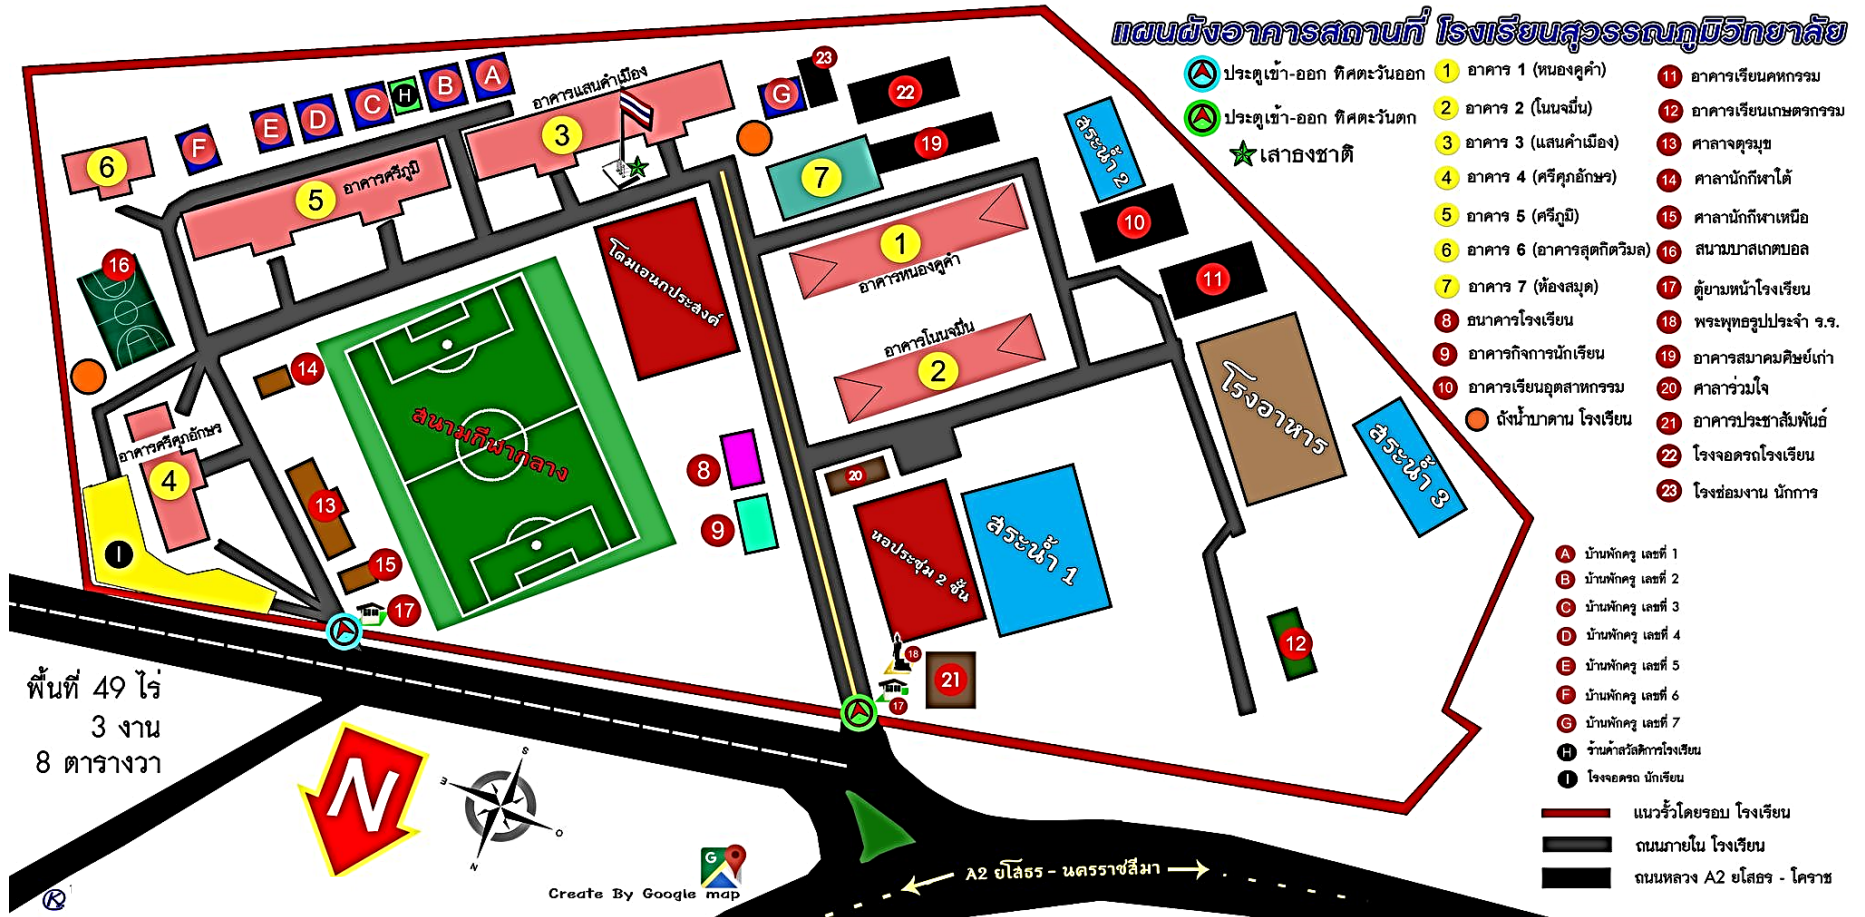 แผนผังอาคารสถานที่ โรงเรียนสุวรรณภูมิวิทยาลัย
ประตูเข้า-ออก ทิศตะวันออก
ประตูเข้า-ออก ทิศตะวันตก
เสาธงชาติ
1 อาคาร 1 (หนองคูคำ)
2 อาคาร 2 (โนนจมื่น)
3 อาคาร 3 (แสนคำเมือง)
4 อาคาร 4 (ศรีศุภอักษร)
5 อาคาร 5 (ศรีภูมิ)
6 อาคาร 6 (อาคารสุตกิตวิมล)
7 อาคาร 7 (ห้องสมุด)
8 ธนาคารโรงเรียน
9 อาคารกิจการนักเรียน
10 อาคารเรียนอุตสาหกรรม
ถังน้ำบาดาน โรงเรียน
11 อาคารเรียนคหกรรม
12 อาคารเรียนเกษตรกรรม
13 ศาลาจตุรมุข
14 ศาลานักกีฬาใต้
15 ศาลานักกีฬาเหนือ
16 สนามบาสเกตบอล
17 ตู้ยามหน้าโรงเรียน
18 พระพุทธรูปประจำ ร.ร.
19 อาคารสมาคมศิษย์เก่า
20 ศาลาร่วมใจ
21 อาคารประชาสัมพันธ์
22 โรงจอดรถโรงเรียน
23 โรงซ่อมงาน นักการ
A บ้านพักครู เลขที่ 1
B บ้านพักครู เลขที่ 2
C บ้านพักครู เลขที่ 3
D บ้านพักครู เลขที่ 4
E บ้านพักครู เลขที่ 5
F บ้านพักครู เลขที่ 6
G บ้านพักครู เลขที่ 7
H ร้านค้าสวัสดิการโรงเรียน
I โรงจอดรถ นักเรียน
แนวรั้วโดยรอบ โรงเรียน
ถนนภายใน โรงเรียน
ถนนหลวง A2 ยโสธร - โคราช
6
F
E
D
C
H
B
A
อาคารแสนคำเมือง
3
G
23
22
19
7
5
อาคารศรีภูมิ
สระน้ำ 2
10
11
1
อาคารหนองคูคำ
โดมเอนกประสงค์
16
14
อาคารโนนจมื่น
2
โรงอาหาร
สระน้ำ 3
สนามกีฬากลาง
อาคารศรีศุภอักษร
4
I
13
15
17
8
9
20
หอประชุม 2 ชั้น
สระน้ำ 1
12
18
17
21
พื้นที่ 49 ไร่
3 งาน
8 ตารางวา
N
S
E
O
N
G
Create By Google map
A2 ยโสธร - นครราชสีมา
K